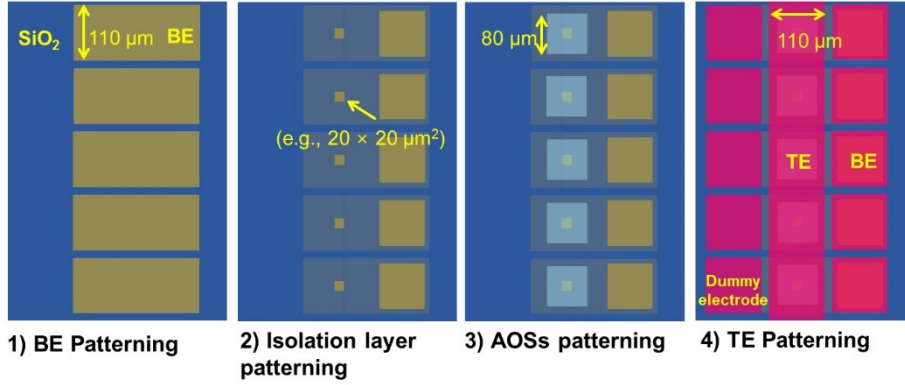 SiO₂
110 μm
BE
(e.g., 20 × 20 μm²)
80 μm
110 μm
TE
BE
Dummy
electrode
1) BE Patterning
2) Isolation layer
patterning
3) AOSs patterning
4) TE Patterning